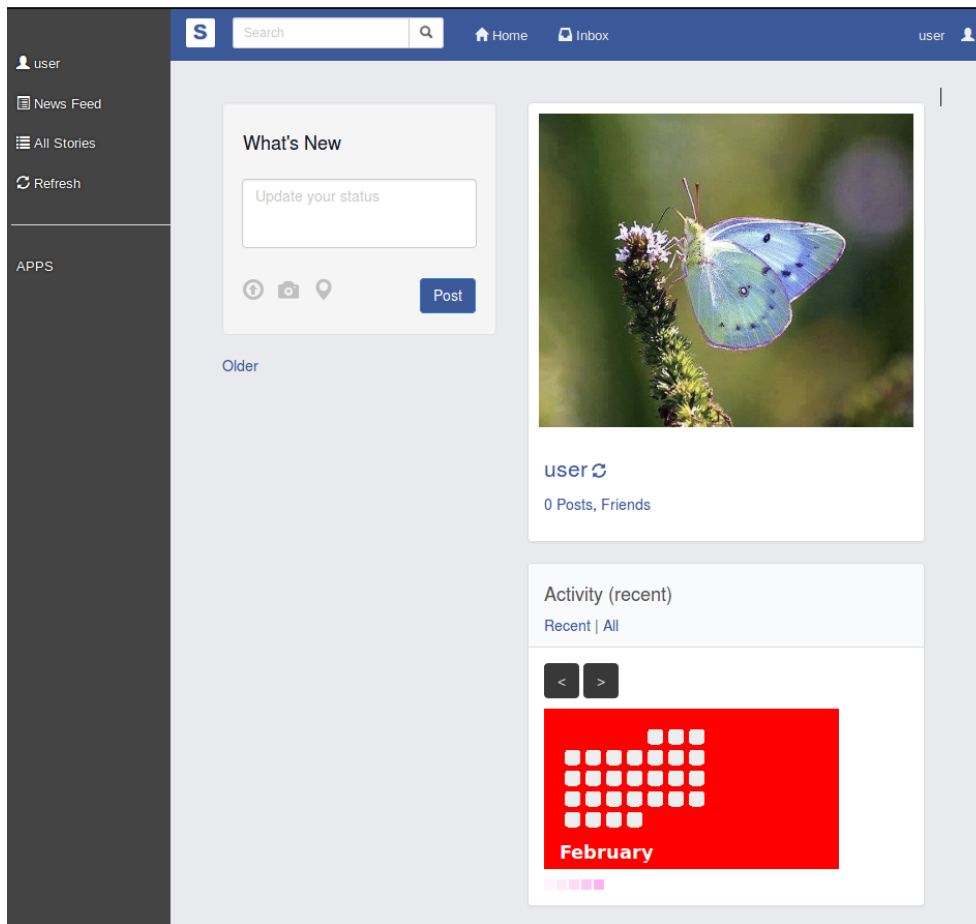 S
Search
Home
Inbox
user
user
News Feed
All Stories
Refresh
APPS
What's New
Update your status
Post
Older
user
0 Posts, Friends
Activity (recent)
Recent | All
< >
February